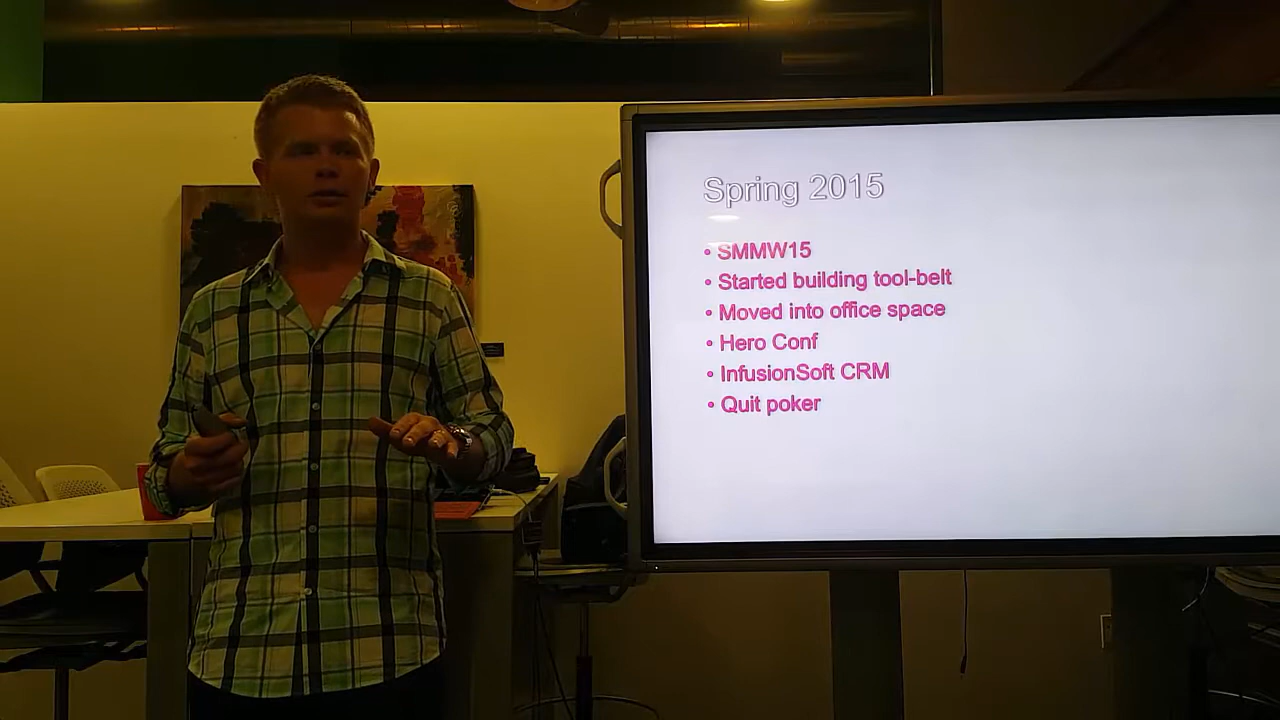 Spring 2015
• SMMW15
• Started building tool-belt
• Moved into office space
• Hero Conf
• InfusionSoft CRM
• Quit poker